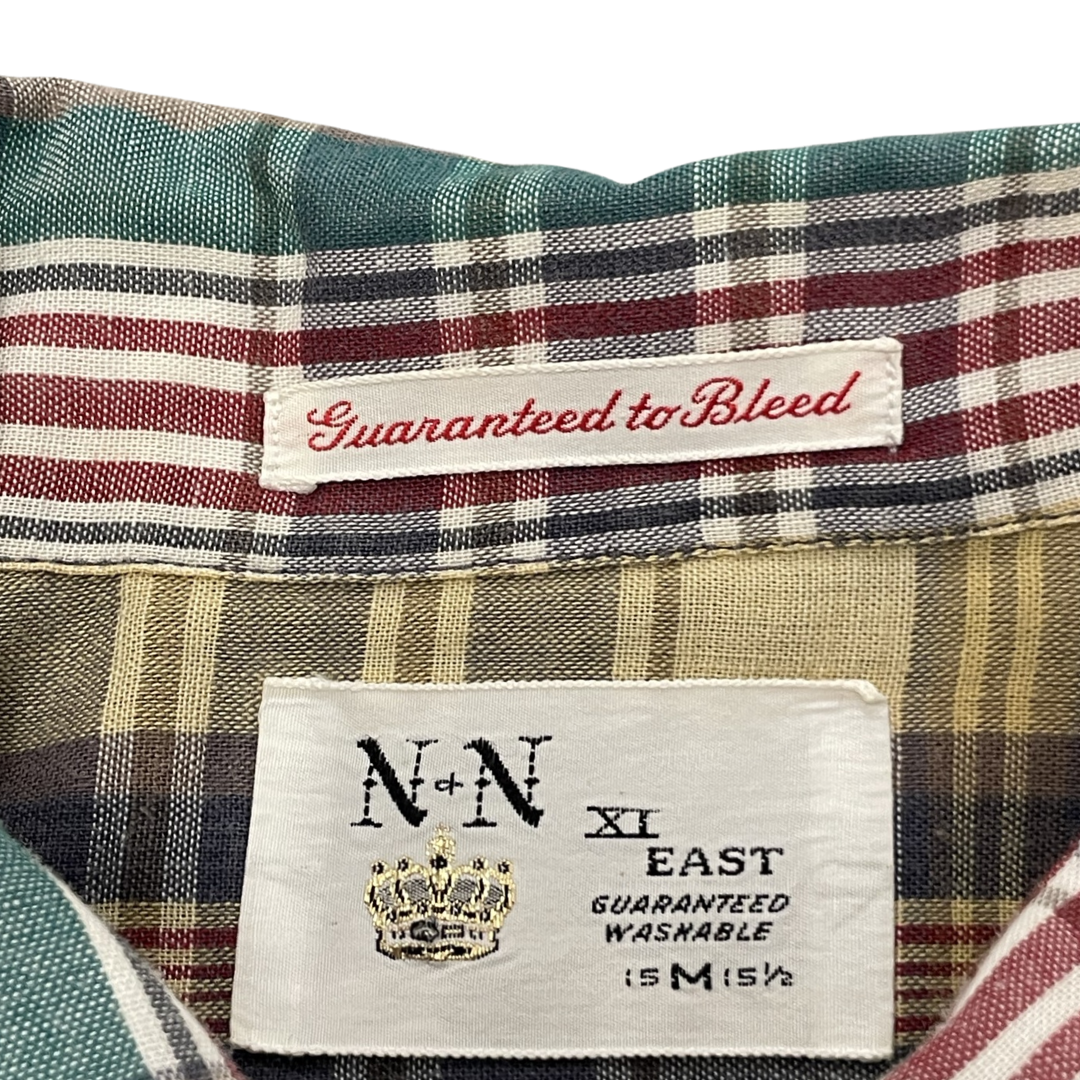 Guaranteed to Bleed
N & N
XI
EAST
GUARANTEED
WASHABLE
15 M 15½